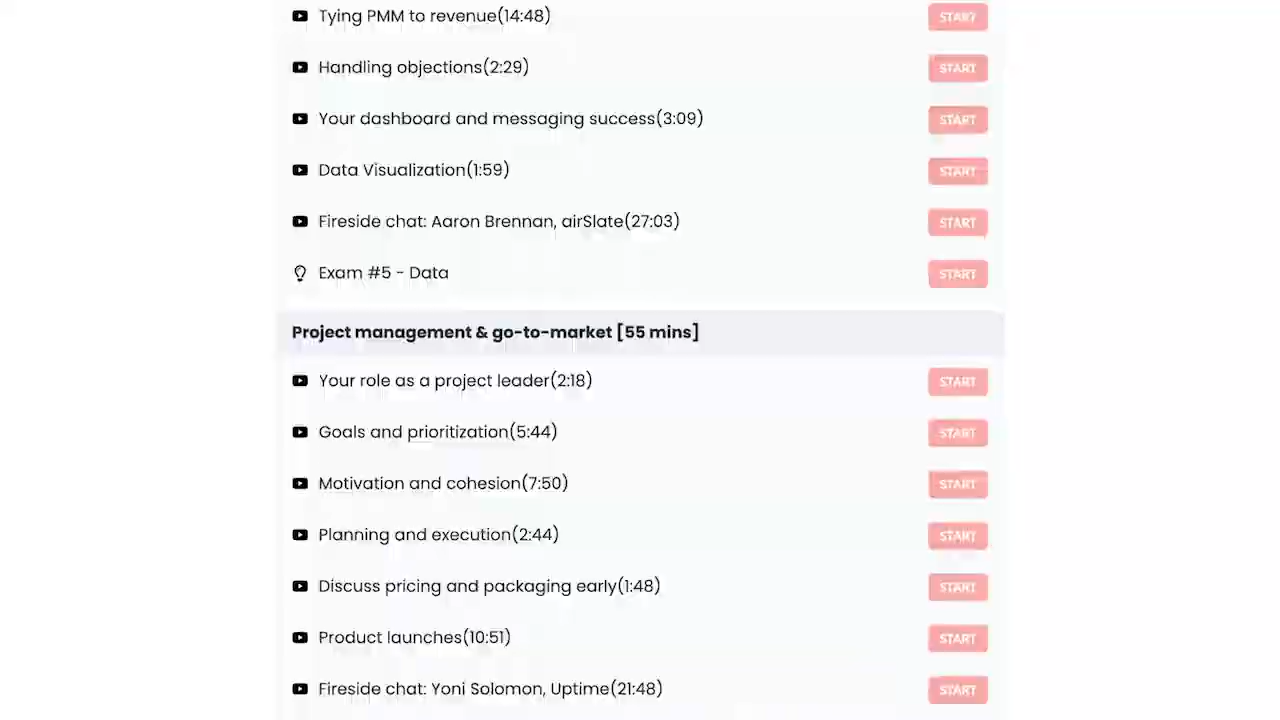 Tying PMM to revenue(14:48) START
Handling objections(2:29) START
Your dashboard and messaging success(3:09) START
Data Visualization(1:59) START
Fireside chat: Aaron Brennan, airSlate(27:03) START
Exam #5 - Data START
Project management & go-to-market [55 mins]
Your role as a project leader(2:18) START
Goals and prioritization(5:44) START
Motivation and cohesion(7:50) START
Planning and execution(2:44) START
Discuss pricing and packaging early(1:48) START
Product launches(10:51) START
Fireside chat: Yoni Solomon, Uptime(21:48) START